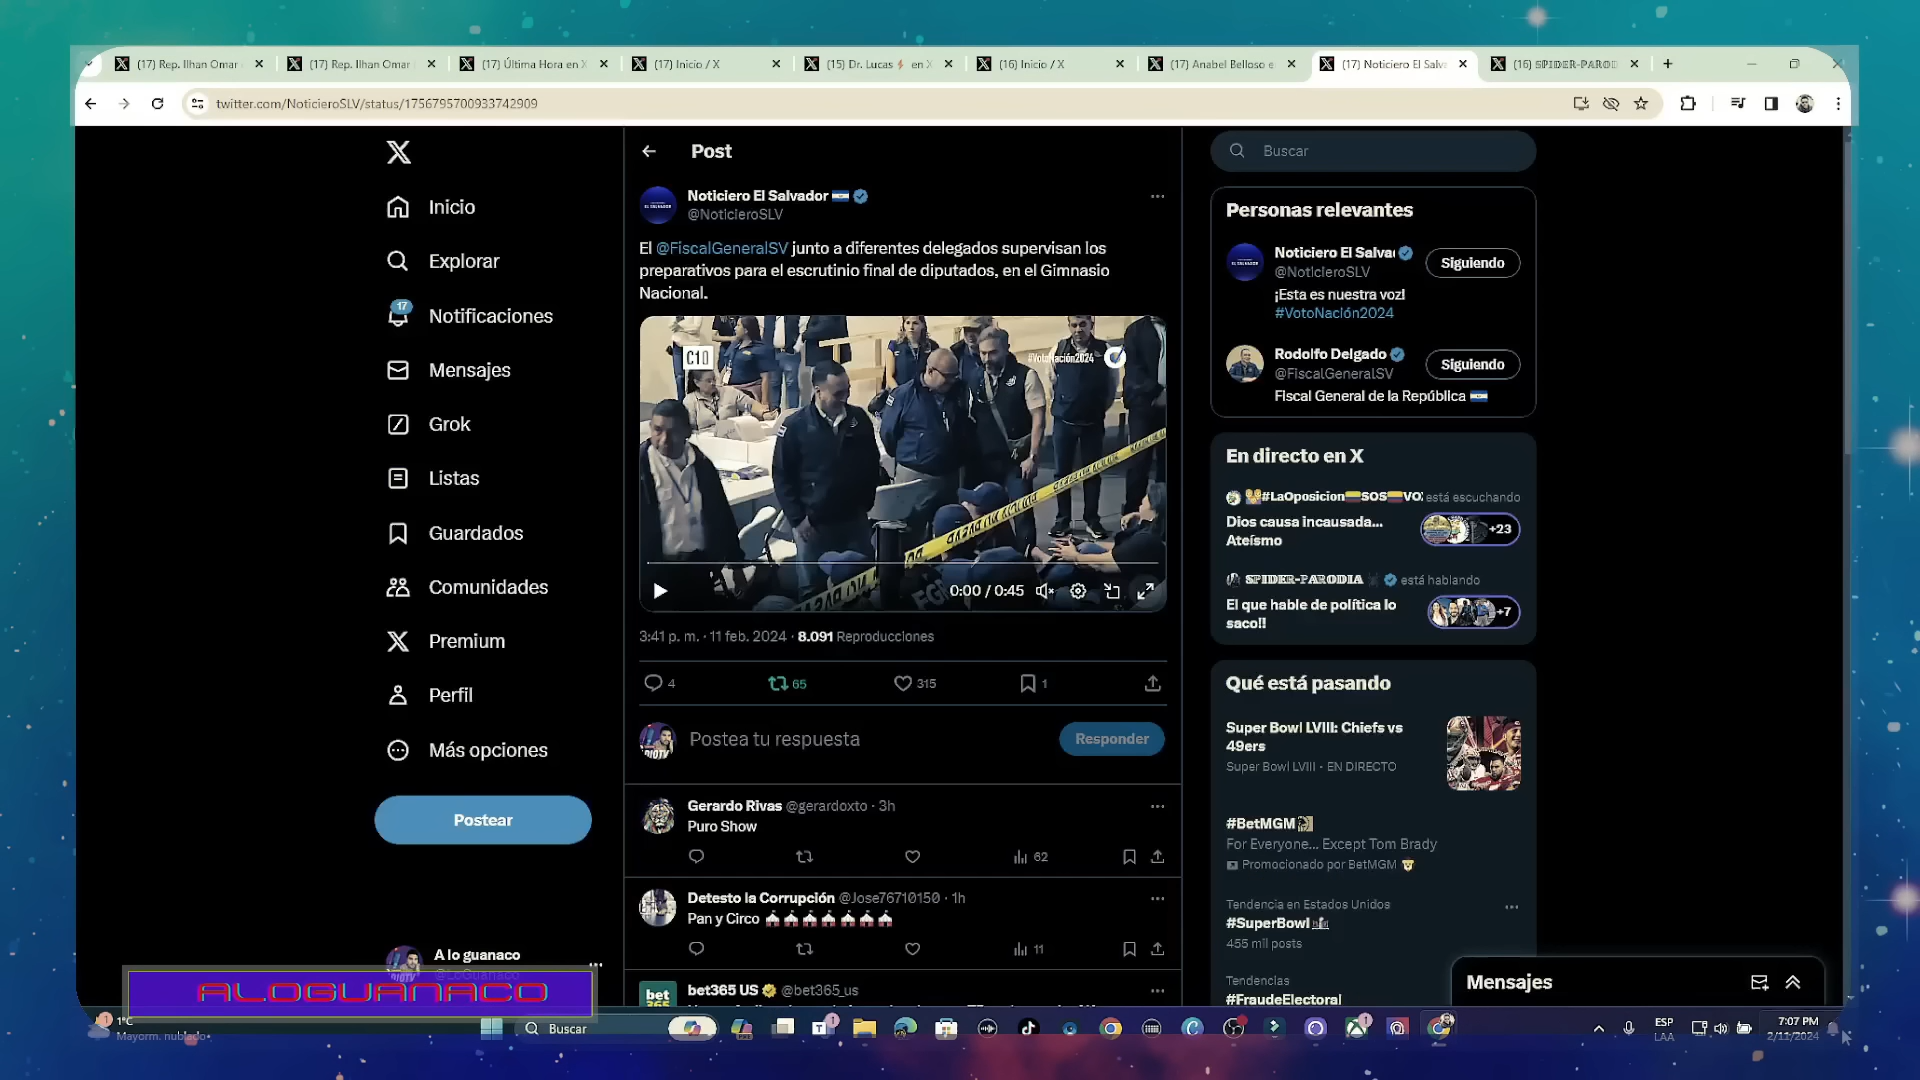 (17) Rep. Ilhan Omar
(17) Rep. Ilhan Omar
(17) Última Hora en X
(17) Inicio / X
(15) Dr. Lucas⚡ en X
(16) Inicio / X
(17) Anabel Belloso e
(17) Noticiero El Salv
(16) 𝕊ℙ𝕀𝔻𝔼ℝ-ℙ𝔸ℝ𝕆𝔻
twitter.com/NoticieroSLV/status/1756795700933742909
Inicio
Explorar
17
Notificaciones
Mensajes
Grok
Listas
Guardados
Comunidades
Premium
Perfil
Más opciones
Postear
A lo guanaco
@LoGuanaco
ALOGUANACO
Post
Noticiero El Salvador 🇸🇻
@NoticieroSLV
El @FiscalGeneralSV junto a diferentes delegados supervisan los
preparativos para el escrutinio final de diputados, en el Gimnasio
Nacional.
C10
#VotoNación2024
FGR
0:00 / 0:45
3:41 p. m. · 11 feb. 2024 · 8.091 Reproducciones
4
65
315
1
Postea tu respuesta
Responder
Gerardo Rivas @gerardoxto · 3h
Puro Show
62
Detesto la Corrupción @Jose76710150 · 1h
Pan y Circo 🎪🎪🎪🎪🎪🎪🎪
11
bet365
bet365 US @bet365_us
Buscar
Personas relevantes
Noticiero El Salva
@NoticieroSLV
Siguiendo
¡Esta es nuestra voz!
#VotoNación2024
Rodolfo Delgado
@FiscalGeneralSV
Siguiendo
Fiscal General de la República 🇸🇻
En directo en X
#LaOposicion🇨🇴SOS🇨🇴VO está escuchando
Dios causa incausada...
Ateísmo
+23
𝕊ℙ𝕀𝔻𝔼ℝ-ℙ𝔸ℝ𝕆𝔻𝕀𝔸 está hablando
El que hable de política lo
saco!!
+7
Qué está pasando
Super Bowl LVIII: Chiefs vs
49ers
Super Bowl LVIII · EN DIRECTO
#BetMGM
For Everyone... Except Tom Brady
Promocionado por BetMGM
Tendencia en Estados Unidos
#SuperBowl
455 mil posts
Tendencias
#FraudeElectoral
Mensajes
1
1°C
Mayorm. nublado
Buscar
ESP
LAA
7:07 PM
2/11/2024